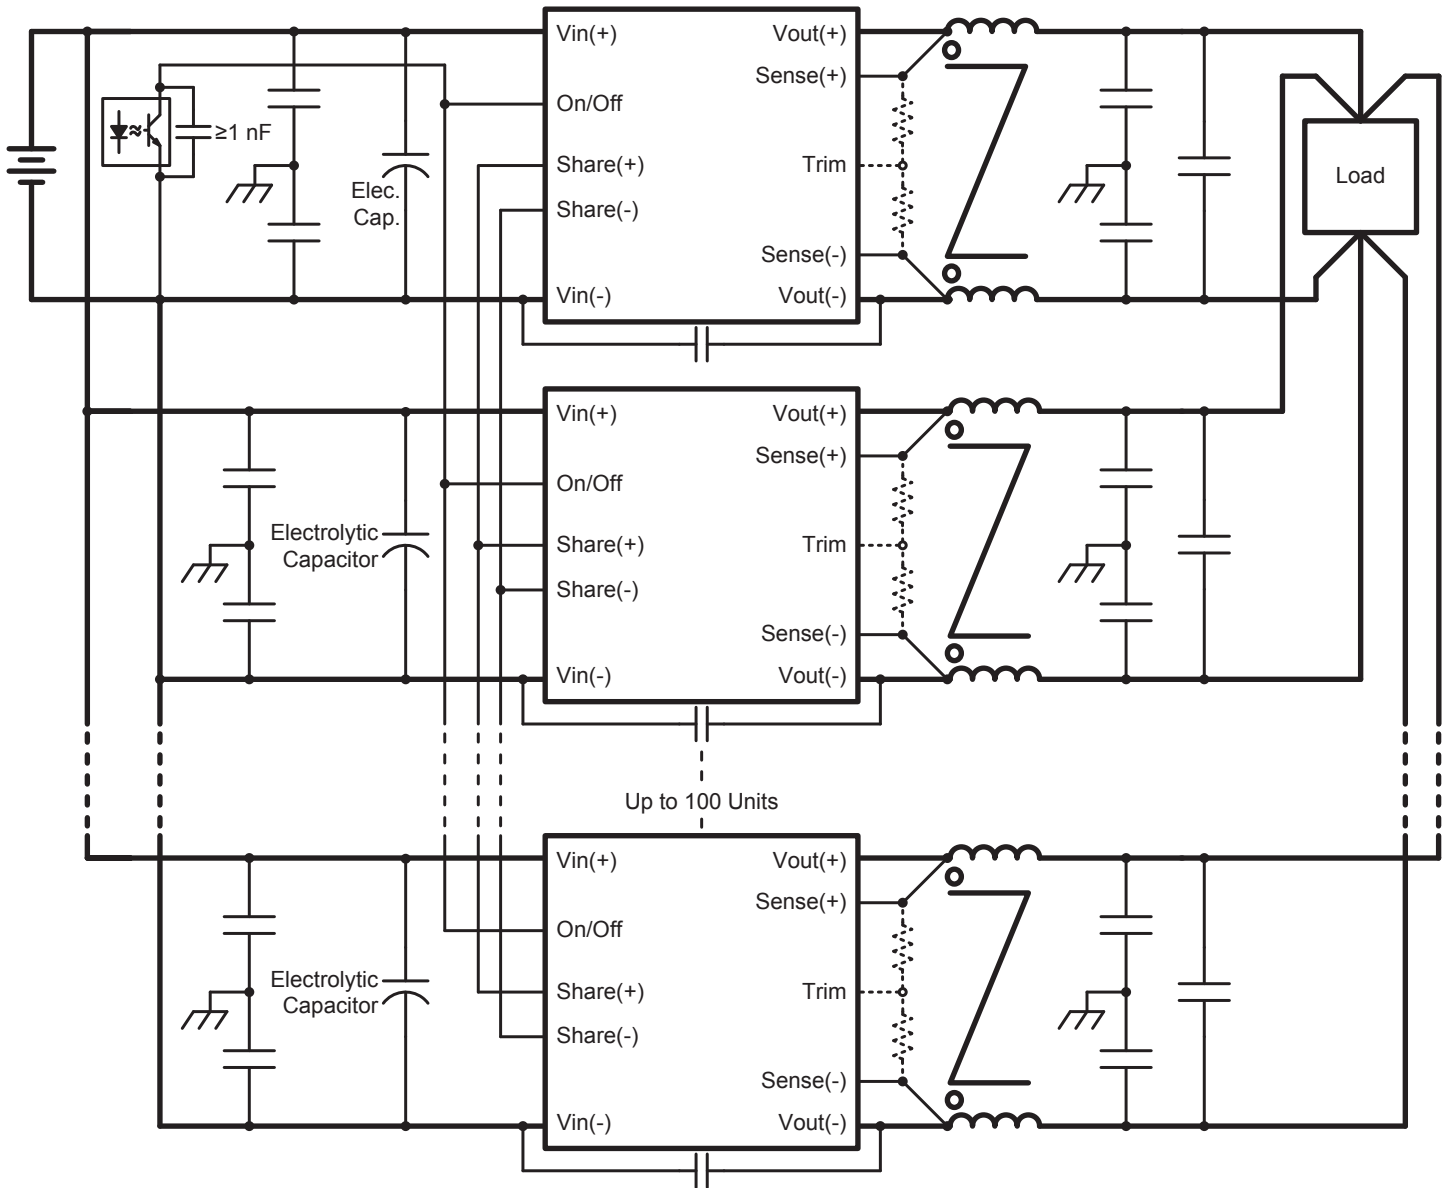 Vin(+)
Vout(+)
Sense(+)
On/Off
≥1 nF
Share(+)
Trim
Load
Elec.
Cap.
Share(-)
Sense(-)
Vin(-)
Vout(-)
Vin(+)
Vout(+)
Sense(+)
On/Off
Electrolytic
Capacitor
Share(+)
Trim
Share(-)
Sense(-)
Vin(-)
Vout(-)
Up to 100 Units
Vin(+)
Vout(+)
Sense(+)
On/Off
Electrolytic
Capacitor
Share(+)
Trim
Share(-)
Sense(-)
Vin(-)
Vout(-)